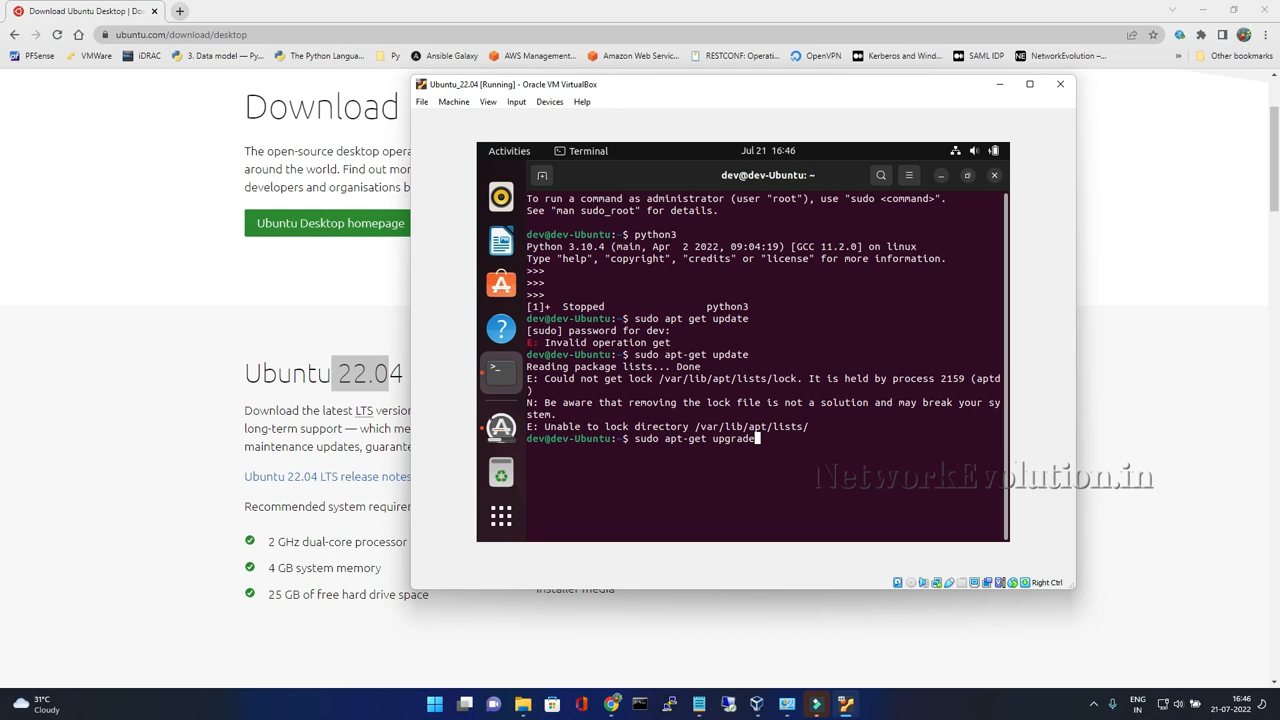 Download Ubuntu Desktop | Do
ubuntu.com/download/desktop
PFSense
VMWare
iDRAC
3. Data model — Py...
The Python Langua...
Py
Ansible Galaxy
AWS Management...
Amazon Web Servic...
RESTCONF: Operati...
OpenVPN
Kerberos and Wind...
SAML IDP
NE NetworkEvolution –...
»
Other bookmarks
Download
The open-source desktop opera
around the world. Find out mor
developers and organisations b
Ubuntu Desktop homepage
Ubuntu 22.04
Download the latest LTS version
long-term support — which mea
maintenance updates, guarante
Ubuntu 22.04 LTS release notes
Recommended system requirem
2 GHz dual-core processor
4 GB system memory
25 GB of free hard drive space
Installer media
Ubuntu_22.04 [Running] - Oracle VM VirtualBox
File Machine View Input Devices Help
Activities Terminal Jul 21 16:46
dev@dev-Ubuntu: ~
To run a command as administrator (user "root"), use "sudo <command>".
See "man sudo_root" for details.
dev@dev-Ubuntu:~$ python3
Python 3.10.4 (main, Apr  2 2022, 09:04:19) [GCC 11.2.0] on linux
Type "help", "copyright", "credits" or "license" for more information.
>>>
>>>
>>>
[1]+  Stopped                 python3
dev@dev-Ubuntu:~$ sudo apt get update
[sudo] password for dev:
E: Invalid operation get
dev@dev-Ubuntu:~$ sudo apt-get update
Reading package lists... Done
E: Could not get lock /var/lib/apt/lists/lock. It is held by process 2159 (aptd
)
N: Be aware that removing the lock file is not a solution and may break your sy
stem.
E: Unable to lock directory /var/lib/apt/lists/
dev@dev-Ubuntu:~$ sudo apt-get upgrade
NetworkEvolution.in
Right Ctrl
31°C
Cloudy
ENG
IN
16:46
21-07-2022